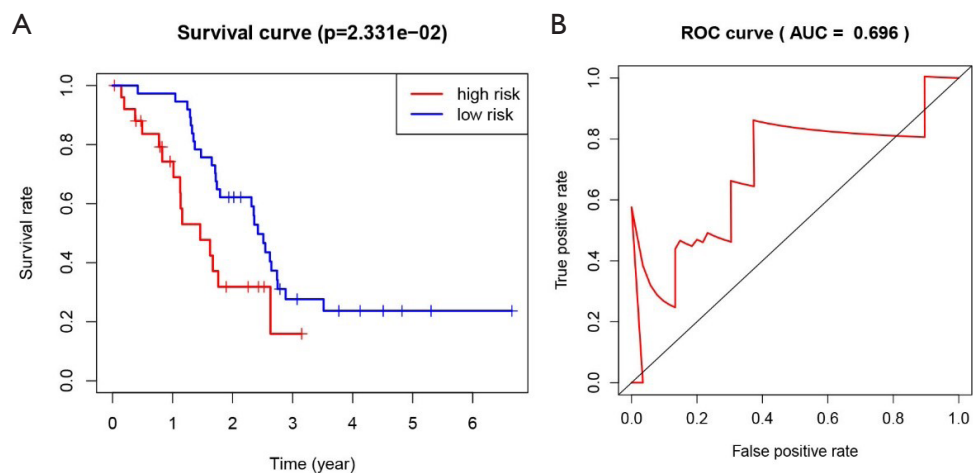 A
Survival curve (p=2.331e−02)
Survival rate
1.0
0.8
0.6
0.4
0.2
0.0
high risk
low risk
0 1 2 3 4 5 6
Time (year)
B
ROC curve ( AUC = 0.696 )
True positive rate
1.0
0.8
0.6
0.4
0.2
0.0
0.0 0.2 0.4 0.6 0.8 1.0
False positive rate